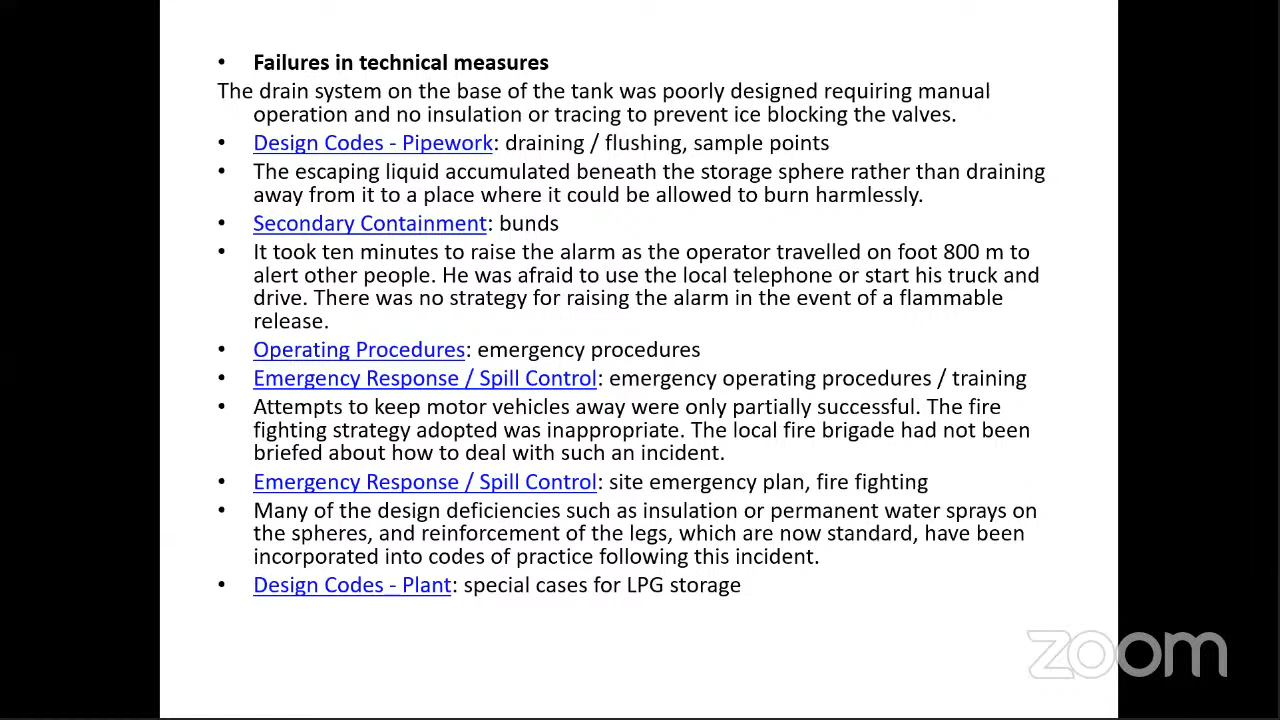 • Failures in technical measures
The drain system on the base of the tank was poorly designed requiring manual
operation and no insulation or tracing to prevent ice blocking the valves.
• Design Codes - Pipework: draining / flushing, sample points
• The escaping liquid accumulated beneath the storage sphere rather than draining
away from it to a place where it could be allowed to burn harmlessly.
• Secondary Containment: bunds
• It took ten minutes to raise the alarm as the operator travelled on foot 800 m to
alert other people. He was afraid to use the local telephone or start his truck and
drive. There was no strategy for raising the alarm in the event of a flammable
release.
• Operating Procedures: emergency procedures
• Emergency Response / Spill Control: emergency operating procedures / training
• Attempts to keep motor vehicles away were only partially successful. The fire
fighting strategy adopted was inappropriate. The local fire brigade had not been
briefed about how to deal with such an incident.
• Emergency Response / Spill Control: site emergency plan, fire fighting
• Many of the design deficiencies such as insulation or permanent water sprays on
the spheres, and reinforcement of the legs, which are now standard, have been
incorporated into codes of practice following this incident.
• Design Codes - Plant: special cases for LPG storage
zoom